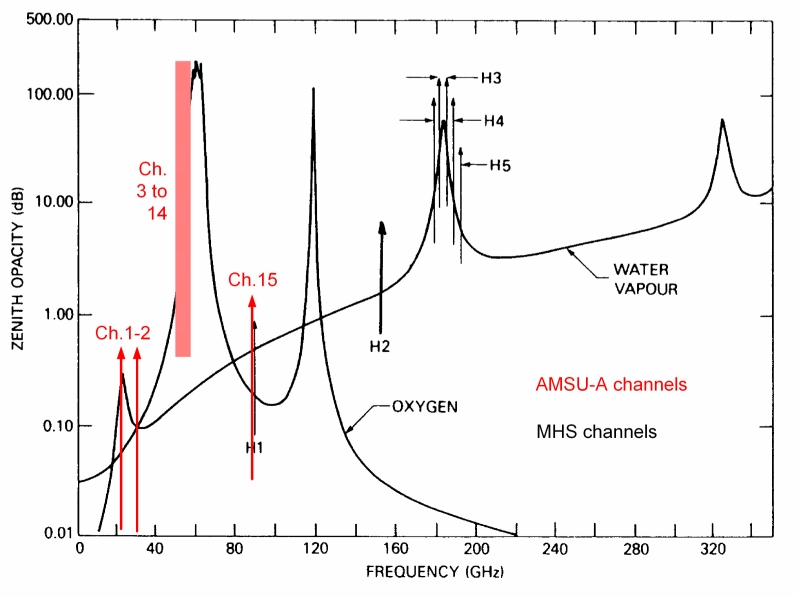 500.00
100.00
10.00
1.00
0.10
0.01
ZENITH OPACITY (dB)
0
40
80
120
160
200
240
280
320
FREQUENCY (GHz)
Ch.
3 to
14
Ch.1-2
Ch.15
H1
H2
H3
H4
H5
WATER
VAPOUR
OXYGEN
AMSU-A channels
MHS channels